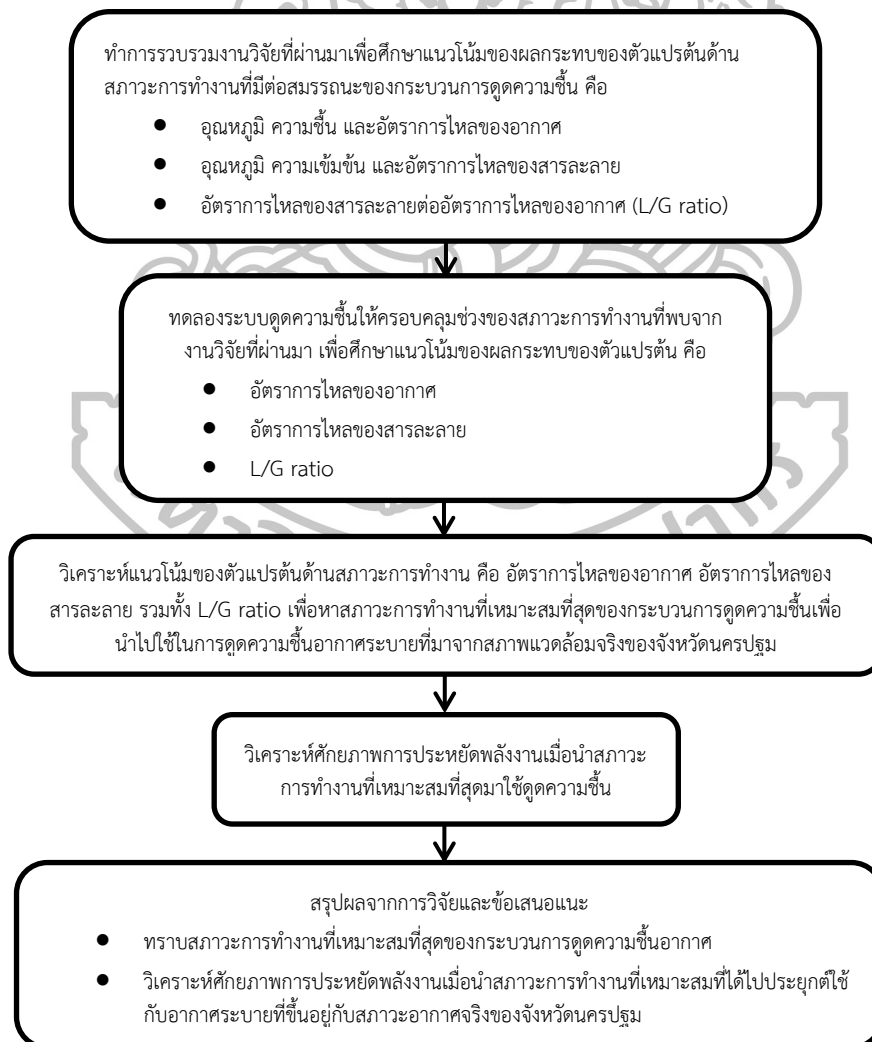 ทำการรวบรวมงานวิจัยที่ผ่านมาเพื่อศึกษาแนวโน้มของผลกระทบของตัวแปรต้นด้าน
สภาวะการทำงานที่มีต่อสมรรถนะของกระบวนการดูดความชื้น คือ
● อุณหภูมิ ความชื้น และอัตราการไหลของอากาศ
● อุณหภูมิ ความเข้มข้น และอัตราการไหลของสารละลาย
● อัตราการไหลของสารละลายต่ออัตราการไหลของอากาศ (L/G ratio)
ทดลองระบบดูดความชื้นให้ครอบคลุมช่วงของสภาวะการทำงานที่พบจาก
งานวิจัยที่ผ่านมา เพื่อศึกษาแนวโน้มของผลกระทบของตัวแปรต้น คือ
● อัตราการไหลของอากาศ
● อัตราการไหลของสารละลาย
● L/G ratio
วิเคราะห์แนวโน้มของตัวแปรต้นด้านสภาวะการทำงาน คือ อัตราการไหลของอากาศ อัตราการไหลของ
สารละลาย รวมทั้ง L/G ratio เพื่อหาสภาวะการทำงานที่เหมาะสมที่สุดของกระบวนการดูดความชื้นเพื่อ
นำไปใช้ในการดูดความชื้นอากาศระบายที่มาจากสภาพแวดล้อมจริงของจังหวัดนครปฐม
วิเคราะห์ศักยภาพการประหยัดพลังงานเมื่อนำสภาวะ
การทำงานที่เหมาะสมที่สุดมาใช้ดูดความชื้น
สรุปผลจากการวิจัยและข้อเสนอแนะ
● ทราบสภาวะการทำงานที่เหมาะสมที่สุดของกระบวนการดูดความชื้นอากาศ
● วิเคราะห์ศักยภาพการประหยัดพลังงานเมื่อนำสภาวะการทำงานที่เหมาะสมที่ได้ไปประยุกต์ใช้
กับอากาศระบายที่ขึ้นอยู่กับสภาวะอากาศจริงของจังหวัดนครปฐม